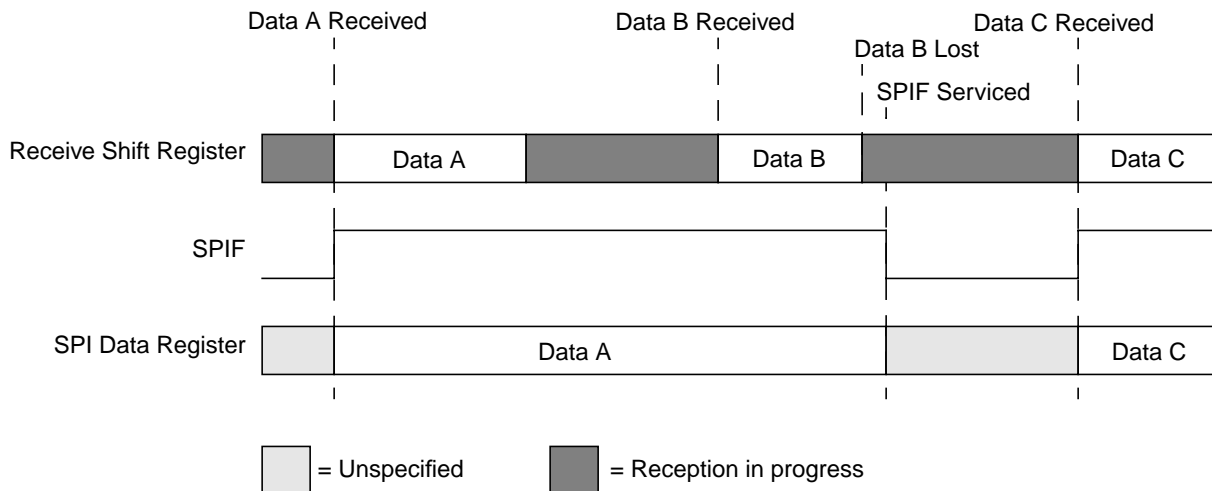 Data A Received
Data B Received
Data C Received
Data B Lost
SPIF Serviced
Receive Shift Register
Data A
Data B
Data C
SPIF
SPI Data Register
Data A
Data C
= Unspecified
= Reception in progress